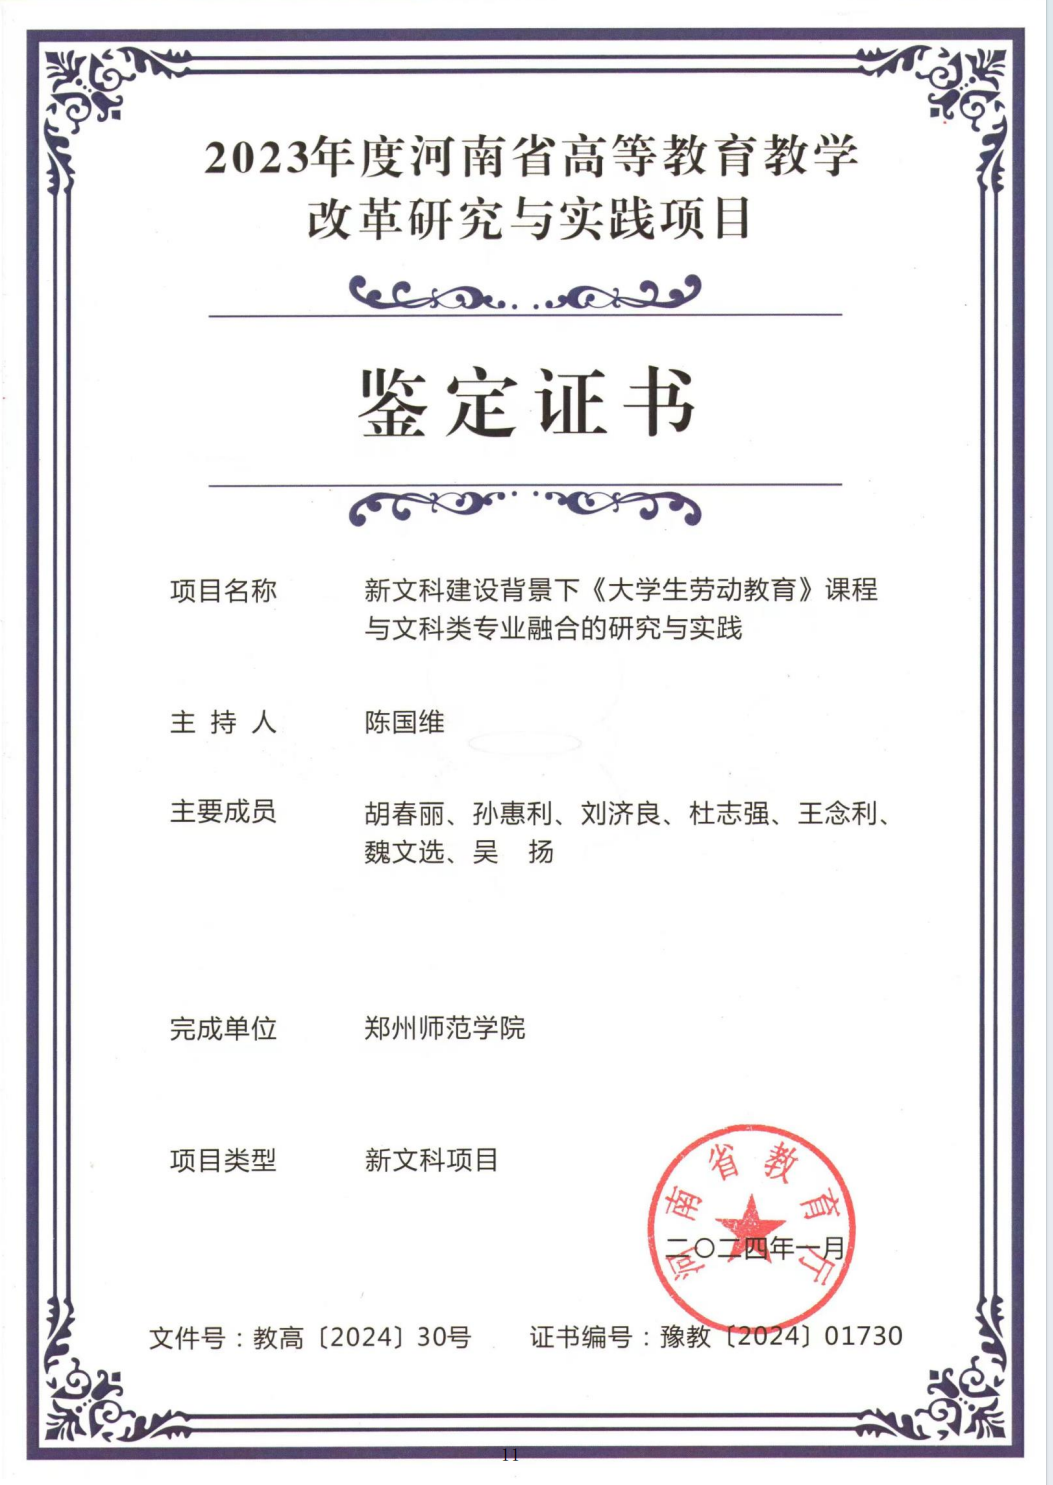 2023年度河南省高等教育教学
改革研究与实践项目
鉴定证书
项目名称 新文科建设背景下《大学生劳动教育》课程
与文科类专业融合的研究与实践
主持人 陈国维
主要成员 胡春丽、孙惠利、刘济良、杜志强、王念利、
魏文选、吴 扬
完成单位 郑州师范学院
项目类型 新文科项目
河南省教育厅
二〇二四年一月
文件号：教高〔2024〕30号 证书编号：豫教〔2024〕01730
11